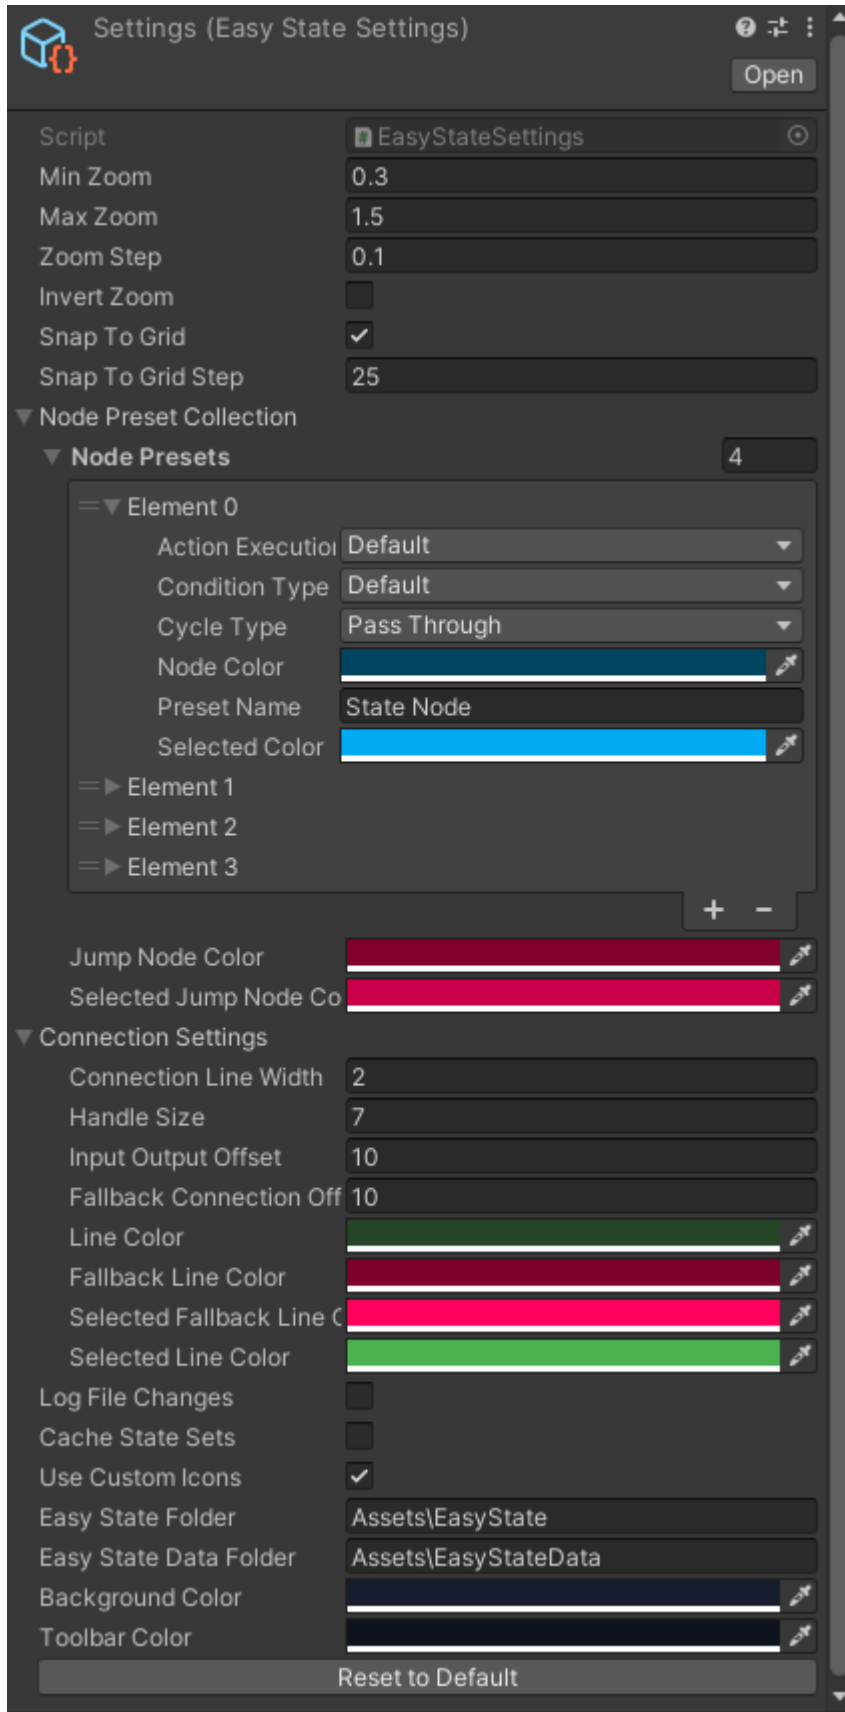 Settings (Easy State Settings)
Open
Script EasyStateSettings
Min Zoom 0.3
Max Zoom 1.5
Zoom Step 0.1
Invert Zoom
Snap To Grid
Snap To Grid Step 25
Node Preset Collection
Node Presets 4
Element 0
Action Execution Default
Condition Type Default
Cycle Type Pass Through
Node Color
Preset Name State Node
Selected Color
Element 1
Element 2
Element 3
+ −
Jump Node Color
Selected Jump Node Co
Connection Settings
Connection Line Width 2
Handle Size 7
Input Output Offset 10
Fallback Connection Off 10
Line Color
Fallback Line Color
Selected Fallback Line C
Selected Line Color
Log File Changes
Cache State Sets
Use Custom Icons
Easy State Folder Assets\EasyState
Easy State Data Folder Assets\EasyStateData
Background Color
Toolbar Color
Reset to Default